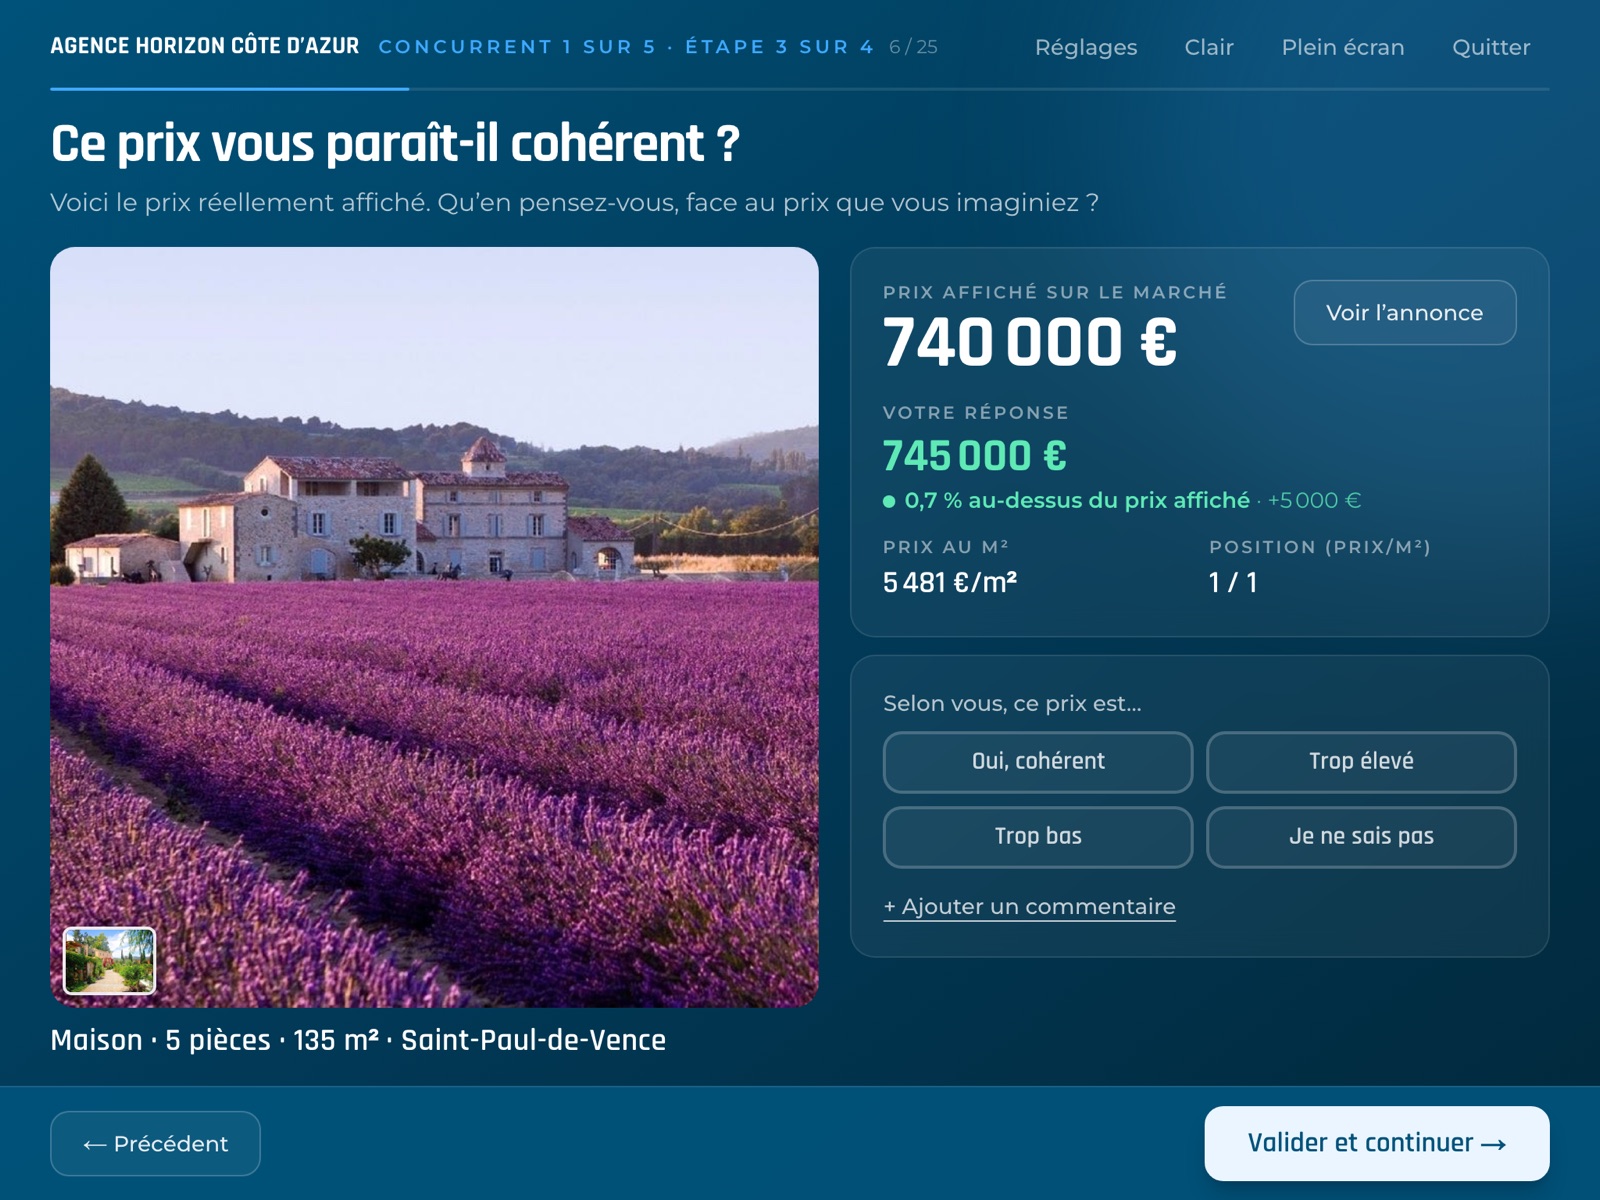 AGENCE HORIZON CÔTE D’AZUR CONCURRENT 1 SUR 5 · ÉTAPE 3 SUR 4 6 / 25 Réglages Clair Plein écran Quitter
Ce prix vous paraît-il cohérent ?
Voici le prix réellement affiché. Qu’en pensez-vous, face au prix que vous imaginiez ?
PRIX AFFICHÉ SUR LE MARCHÉ
740 000 €
Voir l’annonce
VOTRE RÉPONSE
745 000 €
● 0,7 % au-dessus du prix affiché · +5 000 €
PRIX AU M² POSITION (PRIX/M²)
5 481 €/m² 1 / 1
Selon vous, ce prix est…
Oui, cohérent Trop élevé
Trop bas Je ne sais pas
+ Ajouter un commentaire
Maison · 5 pièces · 135 m² · Saint-Paul-de-Vence
← Précédent Valider et continuer →